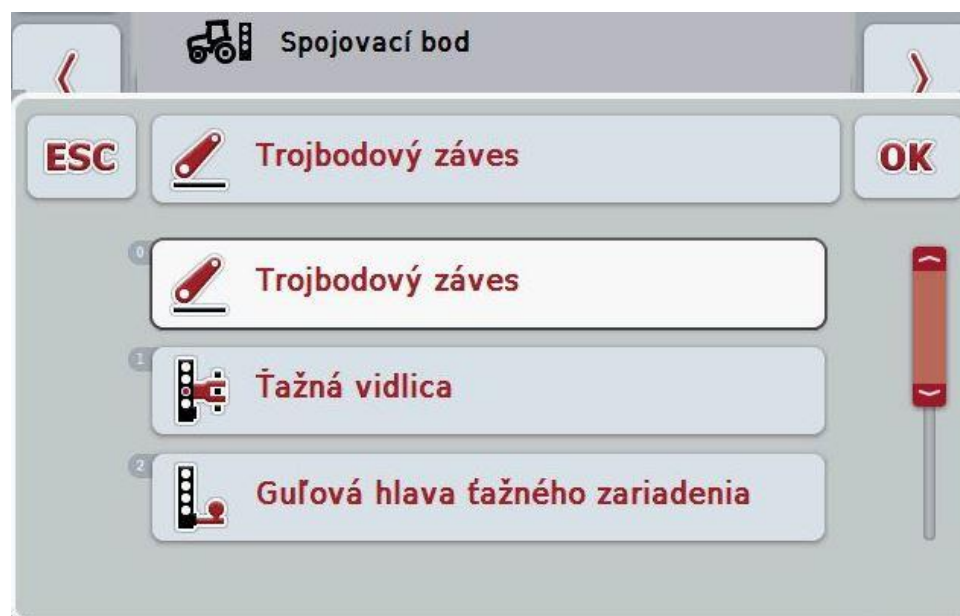 Spojovací bod
ESC
Trojbodový záves
OK
0
Trojbodový záves
1
Ťažná vidlica
2
Guľová hlava ťažného zariadenia